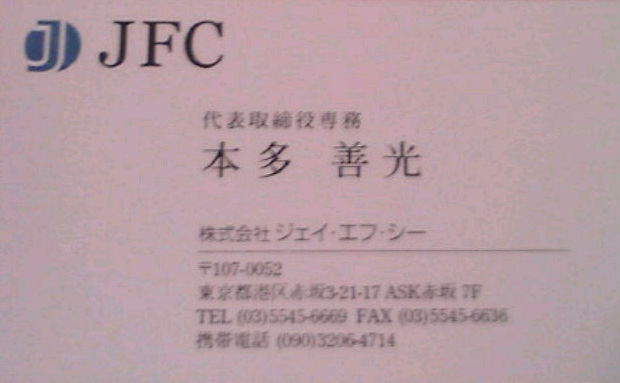 JFC
代表取締役専務
本多 善光
株式会社 ジェイ・エフ・シー
〒107-0052
東京都港区赤坂3-21-17 ASK赤坂 7F
TEL (03)5545-6669 FAX (03)5545-6636
携帯電話 (090)3206-4714